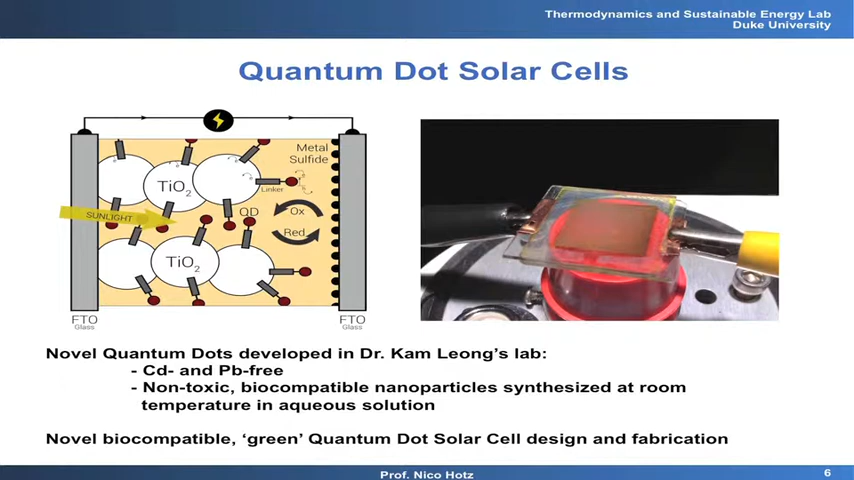 Thermodynamics and Sustainable Energy Lab
Duke University
Quantum Dot Solar Cells
Metal
Sulfide
TiO2
Linker
QD
SUNLIGHT
Ox
Red
TiO2
FTO
Glass
FTO
Glass
Novel Quantum Dots developed in Dr. Kam Leong's lab:
- Cd- and Pb-free
- Non-toxic, biocompatible nanoparticles synthesized at room
temperature in aqueous solution
Novel biocompatible, 'green' Quantum Dot Solar Cell design and fabrication
Prof. Nico Hotz
6